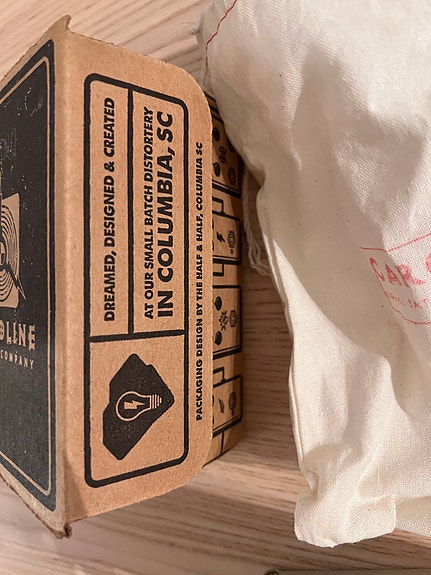 DREAMED, DESIGNED & CREATED
AT OUR SMALL BATCH DISTORTERY
IN COLUMBIA, SC
PACKAGING DESIGN BY THE HALF & HALF, COLUMBIA SC
COMPANY